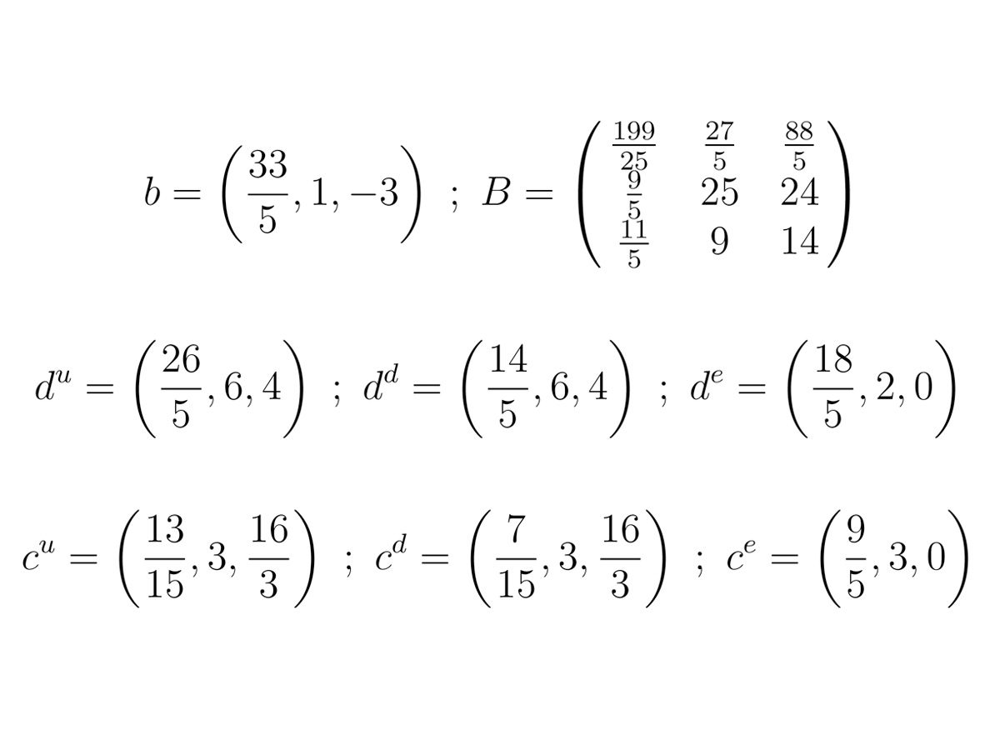 b = (33/5, 1, −3) ; B = (199/25 27/5 88/5
9/5 25 24
11/5 9 14)
d^u = (26/5, 6, 4) ; d^d = (14/5, 6, 4) ; d^e = (18/5, 2, 0)
c^u = (13/15, 3, 16/3) ; c^d = (7/15, 3, 16/3) ; c^e = (9/5, 3, 0)